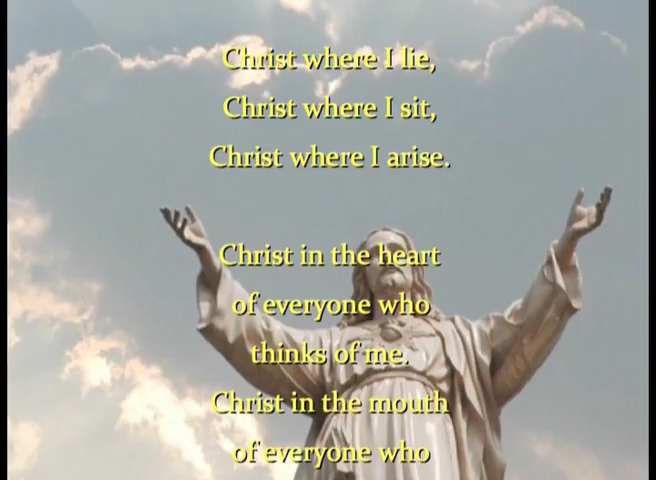 Christ where I lie,
Christ where I sit,
Christ where I arise.
Christ in the heart
of everyone who
thinks of me.
Christ in the mouth
of everyone who